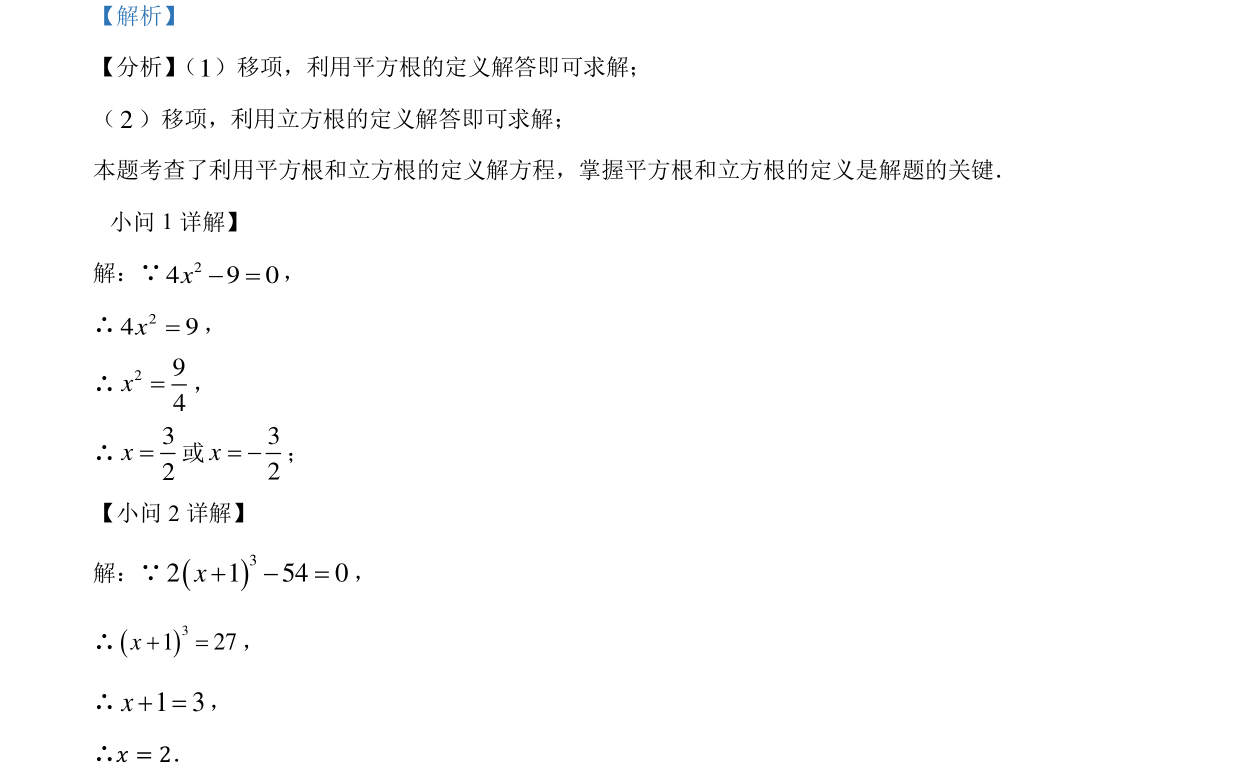 【解析】
【分析】（1）移项，利用平方根的定义解答即可求解；
（2）移项，利用立方根的定义解答即可求解；
本题考查了利用平方根和立方根的定义解方程，掌握平方根和立方根的定义是解题的关键．
小问 1 详解】
解：∵ 4x² − 9 = 0，
∴ 4x² = 9，
∴ x² = 9/4，
∴ x = 3/2 或 x = −3/2；
【小问 2 详解】
解：∵ 2(x+1)³ − 54 = 0，
∴ (x+1)³ = 27，
∴ x+1 = 3，
∴x = 2．